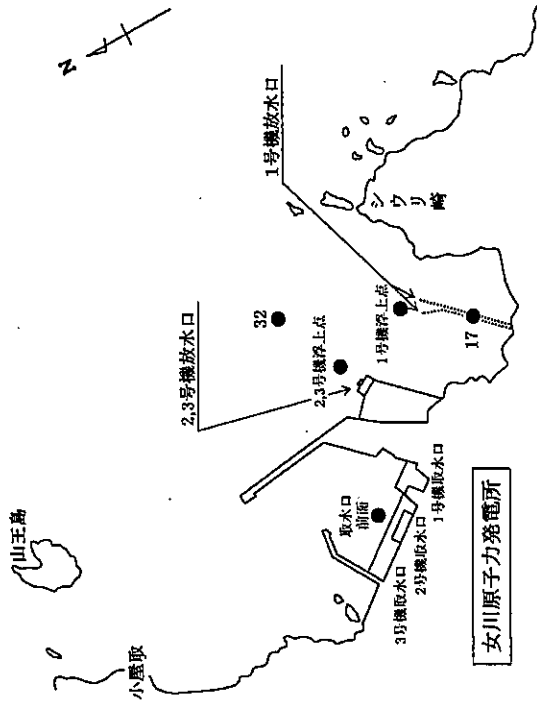 N
山王島
小屋取
2,3号機放水口
1号機放水口
32
2,3号機浮上点
1号機浮上点
17
シウリ崎
取水口
前面
1号機取水口
2号機取水口
3号機取水口
女川原子力発電所